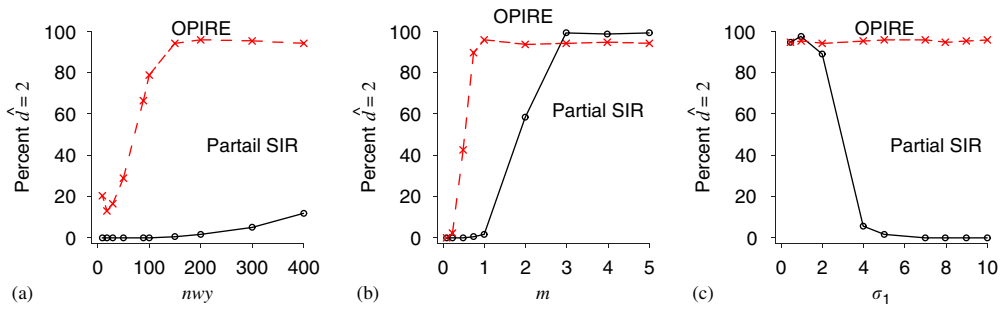 OPIRE
Percent d̂ = 2
100
80
60
40
20
0
Partail SIR
0 100 200 300 400
(a) nwy
OPIRE
Percent d̂ = 2
100
80
60
40
20
0
Partial SIR
0 1 2 3 4 5
(b) m
OPIRE
Percent d̂ = 2
100
80
60
40
20
0
Partial SIR
0 2 4 6 8 10
(c) σ₁